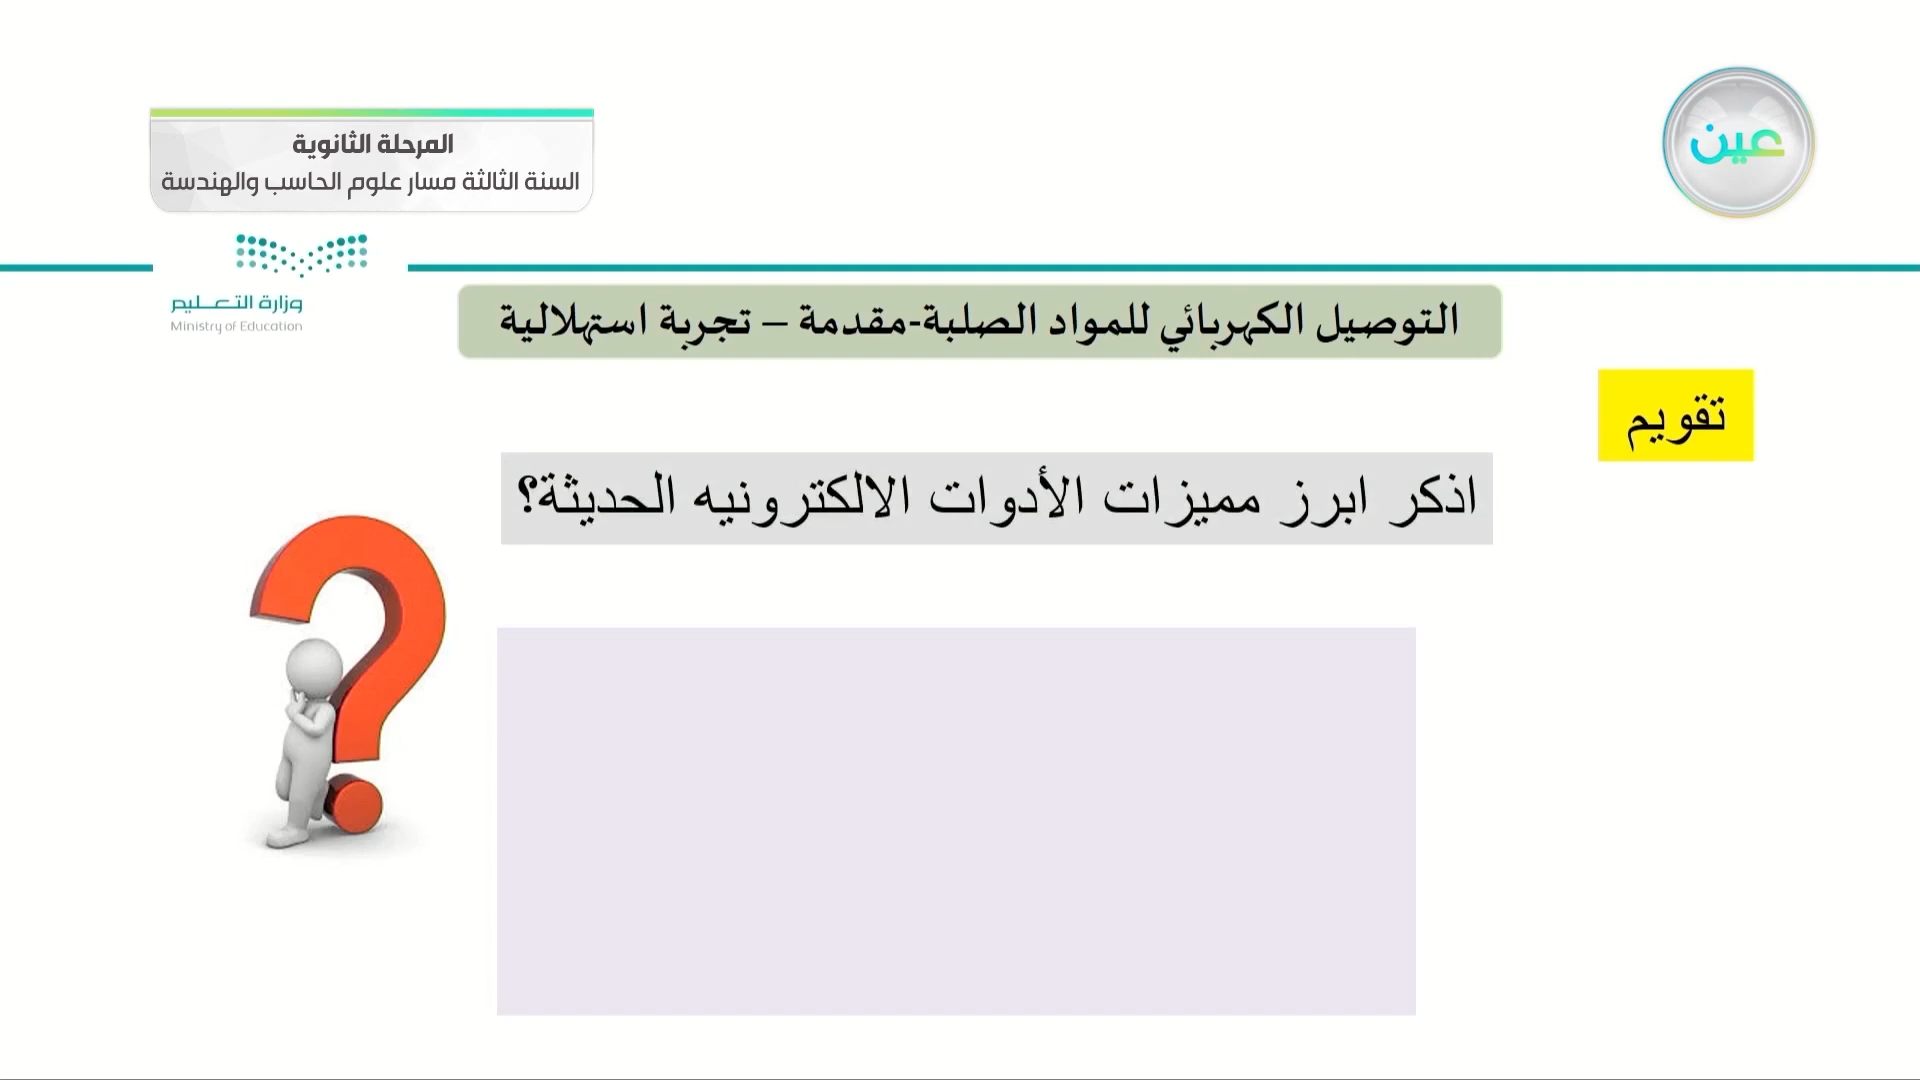 عين
المرحلة الثانوية
السنة الثالثة مسار علوم الحاسب والهندسة
وزارة التعليم
Ministry of Education
التوصيل الكهربائي للمواد الصلبة-مقدمة – تجربة استهلالية
تقويم
اذكر ابرز مميزات الأدوات الالكترونيه الحديثة؟